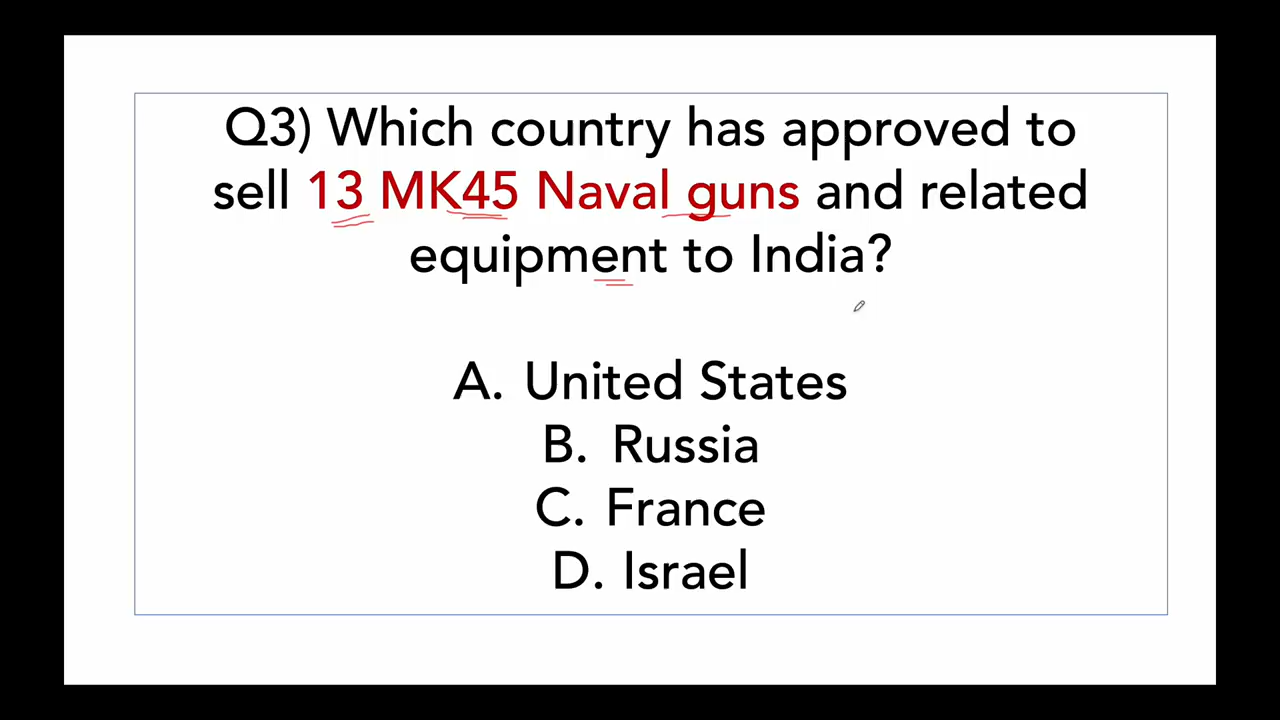 Q3) Which country has approved to
sell 13 MK45 Naval guns and related
equipment to India?
A. United States
B. Russia
C. France
D. Israel